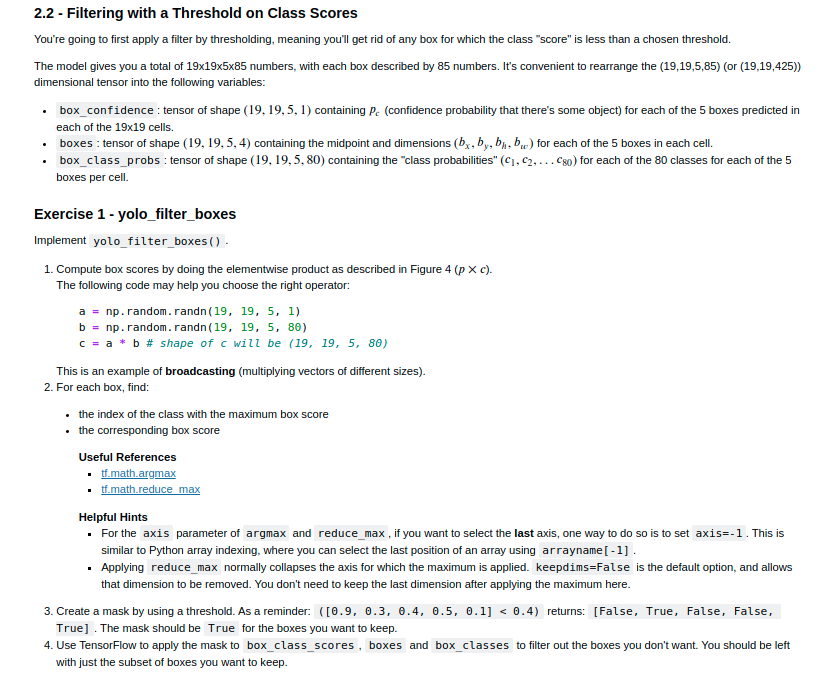 2.2 - Filtering with a Threshold on Class Scores
You're going to first apply a filter by thresholding, meaning you'll get rid of any box for which the class "score" is less than a chosen threshold.
The model gives you a total of 19x19x5x85 numbers, with each box described by 85 numbers. It's convenient to rearrange the (19,19,5,85) (or (19,19,425))
dimensional tensor into the following variables:
• box_confidence : tensor of shape (19, 19, 5, 1) containing p_c (confidence probability that there's some object) for each of the 5 boxes predicted in
each of the 19x19 cells.
• boxes : tensor of shape (19, 19, 5, 4) containing the midpoint and dimensions (b_x, b_y, b_h, b_w) for each of the 5 boxes in each cell.
• box_class_probs : tensor of shape (19, 19, 5, 80) containing the "class probabilities" (c_1, c_2, . . . c_80) for each of the 80 classes for each of the 5
boxes per cell.
Exercise 1 - yolo_filter_boxes
Implement yolo_filter_boxes() .
1. Compute box scores by doing the elementwise product as described in Figure 4 (p × c).
The following code may help you choose the right operator:
a = np.random.randn(19, 19, 5, 1)
b = np.random.randn(19, 19, 5, 80)
c = a * b # shape of c will be (19, 19, 5, 80)
This is an example of broadcasting (multiplying vectors of different sizes).
2. For each box, find:
• the index of the class with the maximum box score
• the corresponding box score
Useful References
▪ tf.math.argmax
▪ tf.math.reduce_max
Helpful Hints
▪ For the axis parameter of argmax and reduce_max , if you want to select the last axis, one way to do so is to set axis=-1 . This is
similar to Python array indexing, where you can select the last position of an array using arrayname[-1] .
▪ Applying reduce_max normally collapses the axis for which the maximum is applied. keepdims=False is the default option, and allows
that dimension to be removed. You don't need to keep the last dimension after applying the maximum here.
3. Create a mask by using a threshold. As a reminder: ([0.9, 0.3, 0.4, 0.5, 0.1] < 0.4) returns: [False, True, False, False,
True] . The mask should be True for the boxes you want to keep.
4. Use TensorFlow to apply the mask to box_class_scores , boxes and box_classes to filter out the boxes you don't want. You should be left
with just the subset of boxes you want to keep.